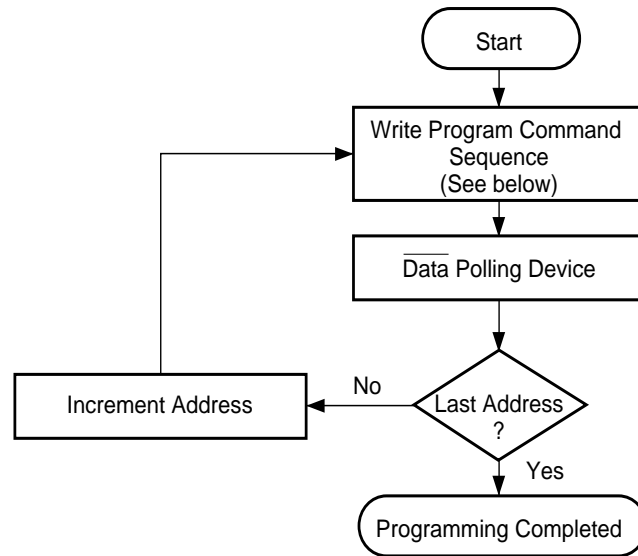 Start
Write Program Command
Sequence
(See below)
Data Polling Device
No
Increment Address
Last Address
?
Yes
Programming Completed